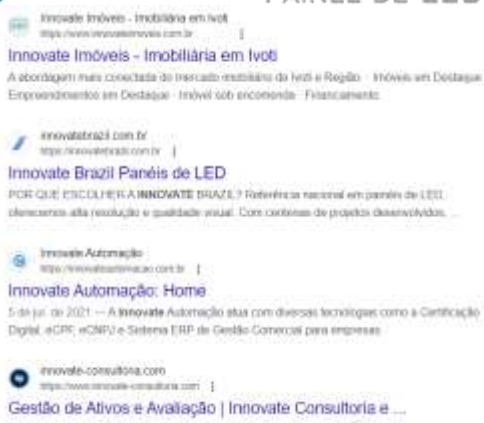 PAINEL DE LED
Innovate Imóveis - Imobiliária em Ivoti
https://www.innovateimoveis.com.br
Innovate Imóveis - Imobiliária em Ivoti
A abordagem mais conectada do mercado imobiliário de Ivoti e Região · Imóveis em Destaque ·
Empreendimentos em Destaque · Imóvel sob encomenda · Financiamento.
innovatebrazil.com.br
https://innovatebrazil.com.br
Innovate Brazil Panéis de LED
POR QUE ESCOLHER A INNOVATE BRAZIL? Referência nacional em painéis de LED,
oferecemos alta resolução e qualidade visual. Com centenas de projetos desenvolvidos, ...
Innovate Automação
https://innovateautomacao.com.br
Innovate Automação: Home
5 de jul. de 2021 — A Innovate Automação atua com diversas tecnologias como a Certificação
Digital, eCPF, eCNPJ e Sistema ERP de Gestão Comercial para empresas.
innovate-consultoria.com
https://www.innovate-consultoria.com
Gestão de Ativos e Avaliação | Innovate Consultoria e ...